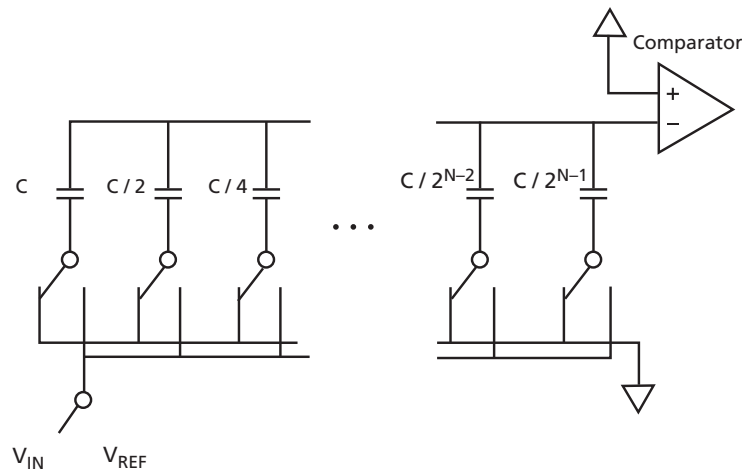 Comparator
+
−
C
C / 2
C / 4
C / 2^N–2
C / 2^N–1
• • •
V_IN
V_REF